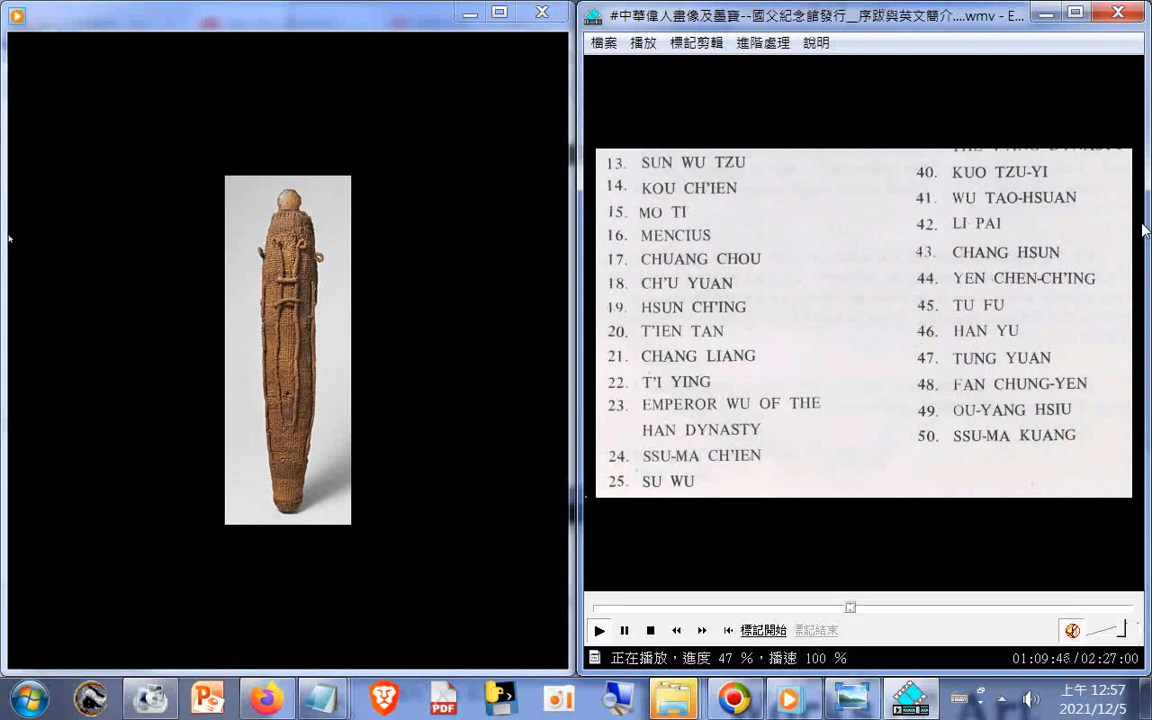 #中華偉人畫像及墨寶--國父紀念館發行__序跋與英文簡介....wmv - E...
檔案 播放 標記剪輯 進階處理 說明
13. SUN WU TZU
14. KOU CH'IEN
15. MO TI
16. MENCIUS
17. CHUANG CHOU
18. CH'U YUAN
19. HSUN CH'ING
20. T'IEN TAN
21. CHANG LIANG
22. T'I YING
23. EMPEROR WU OF THE
HAN DYNASTY
24. SSU-MA CH'IEN
25. SU WU
40. KUO TZU-YI
41. WU TAO-HSUAN
42. LI PAI
43. CHANG HSUN
44. YEN CHEN-CH'ING
45. TU FU
46. HAN YU
47. TUNG YUAN
48. FAN CHUNG-YEN
49. OU-YANG HSIU
50. SSU-MA KUANG
標記開始 標記結束
正在播放，進度 47 %，播速 100 %
01:09:46 / 02:27:00
PDF
上午 12:57
2021/12/5